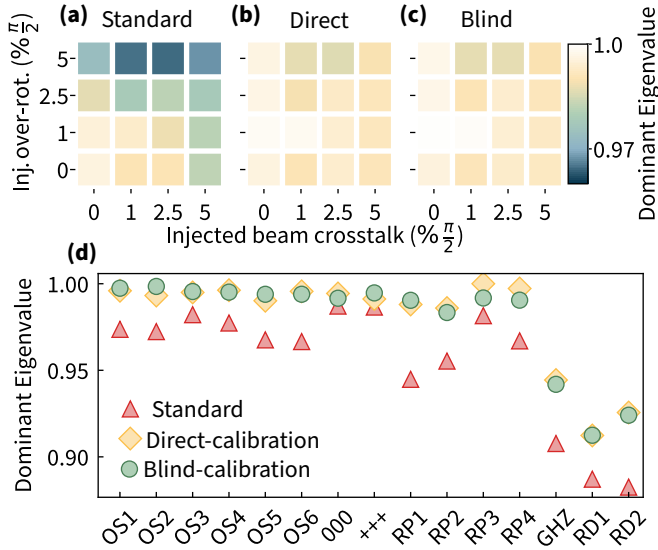 (a) Standard (b) Direct (c) Blind
Inj. over-rot. (% π/2)
5
2.5
1
0
0 1 2.5 5
0 1 2.5 5
0 1 2.5 5
Injected beam crosstalk (% π/2)
1.0
0.97
Dominant Eigenvalue
(d)
Dominant Eigenvalue
1.00
0.95
0.90
Standard
Direct-calibration
Blind-calibration
OS1 OS2 OS3 OS4 OS5 OS6 000 +++ RP1 RP2 RP3 RP4 GHZ RD1 RD2